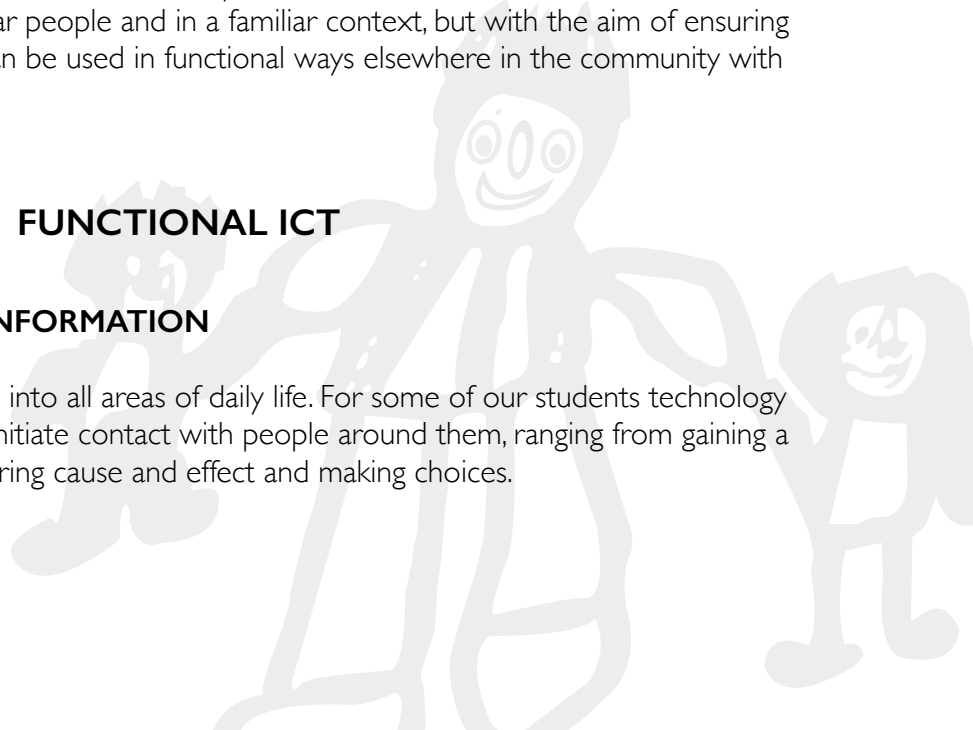 ar people and in a familiar context, but with the aim of ensuring
n be used in functional ways elsewhere in the community with
FUNCTIONAL ICT
NFORMATION
into all areas of daily life. For some of our students technology
nitiate contact with people around them, ranging from gaining a
ring cause and effect and making choices.